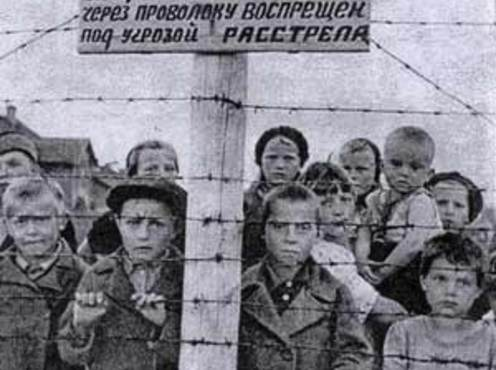 через проволоку воспрещен
под угрозой расстрела